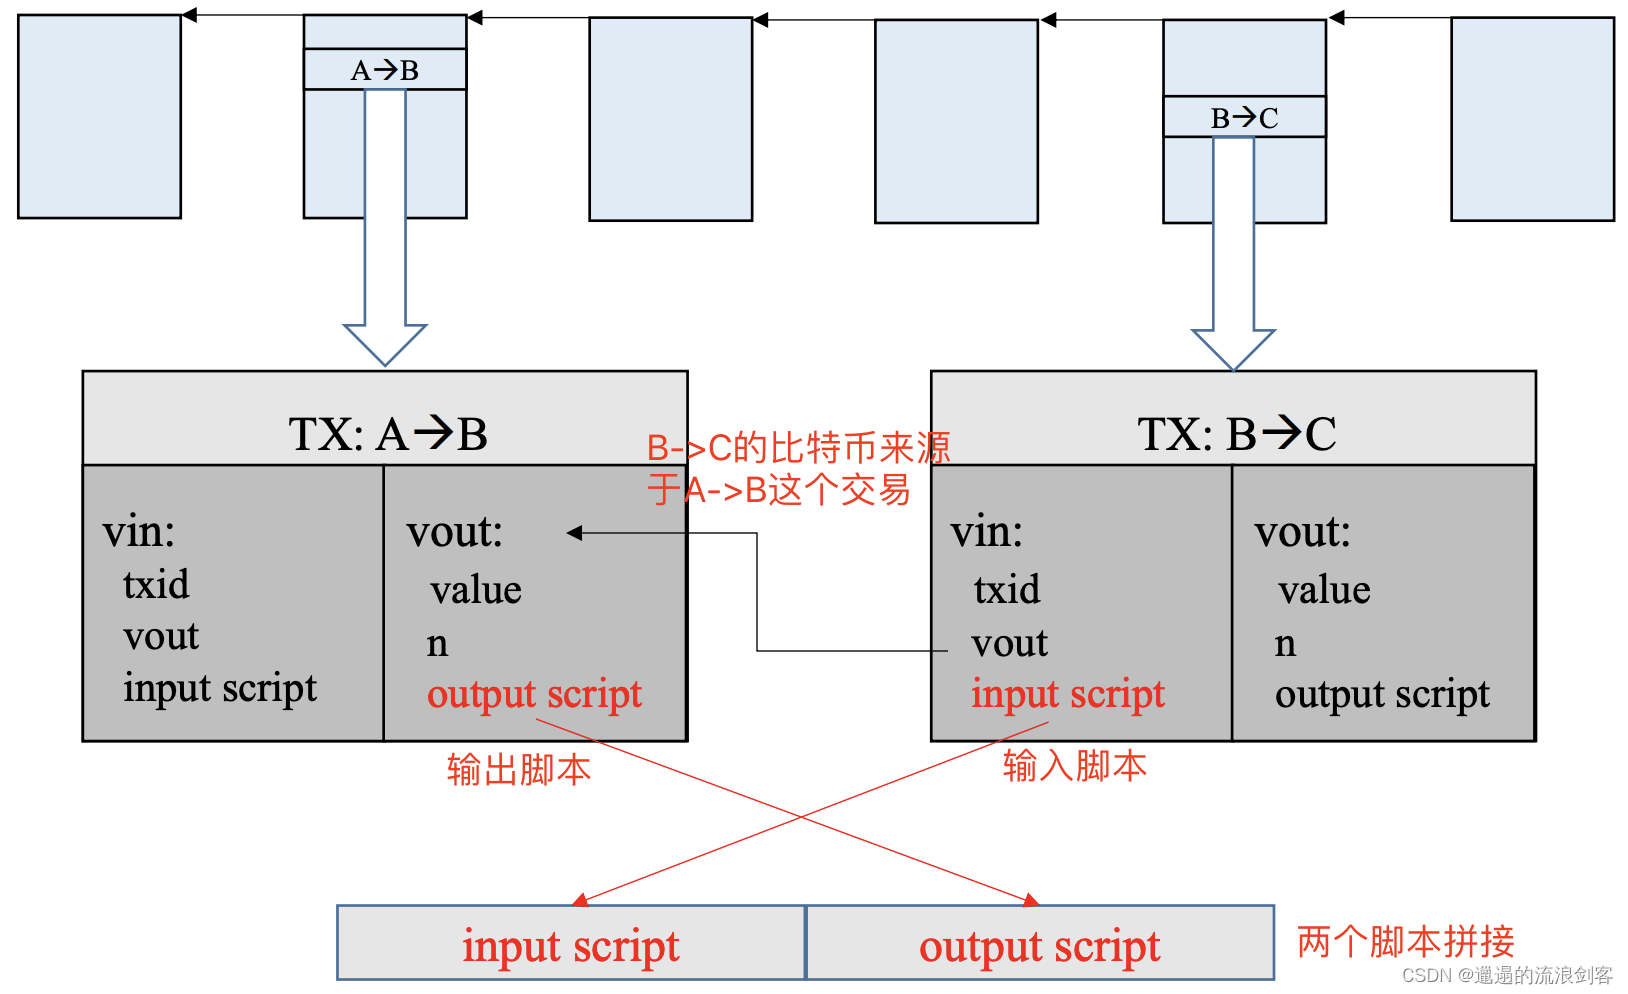 A→B
B→C
TX: A→B
TX: B→C
B->C的比特币来源
于A->B这个交易
vin:
txid
vout
input script
vout:
value
n
output script
vin:
txid
vout
input script
vout:
value
n
output script
输出脚本
输入脚本
input script
output script
两个脚本拼接
CSDN @邋遢的流浪剑客